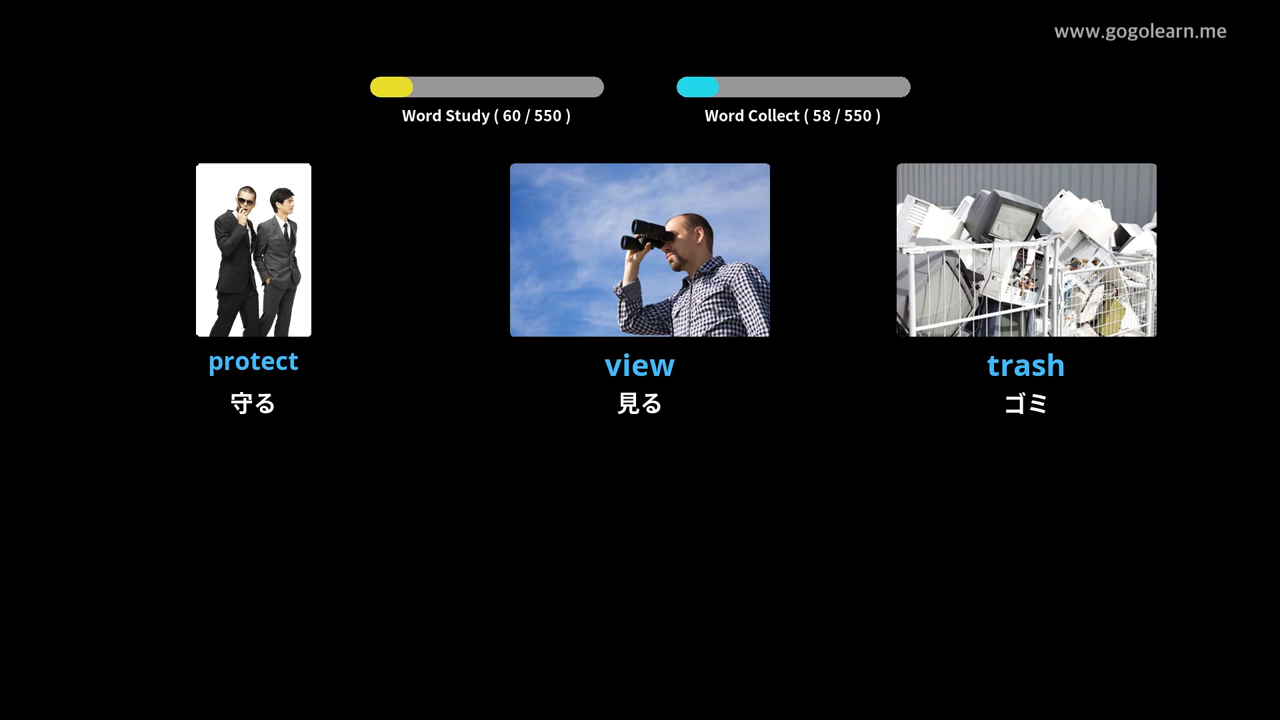 www.gogolearn.me
Word Study ( 60 / 550 )
Word Collect ( 58 / 550 )
protect
守る
view
見る
trash
ゴミ